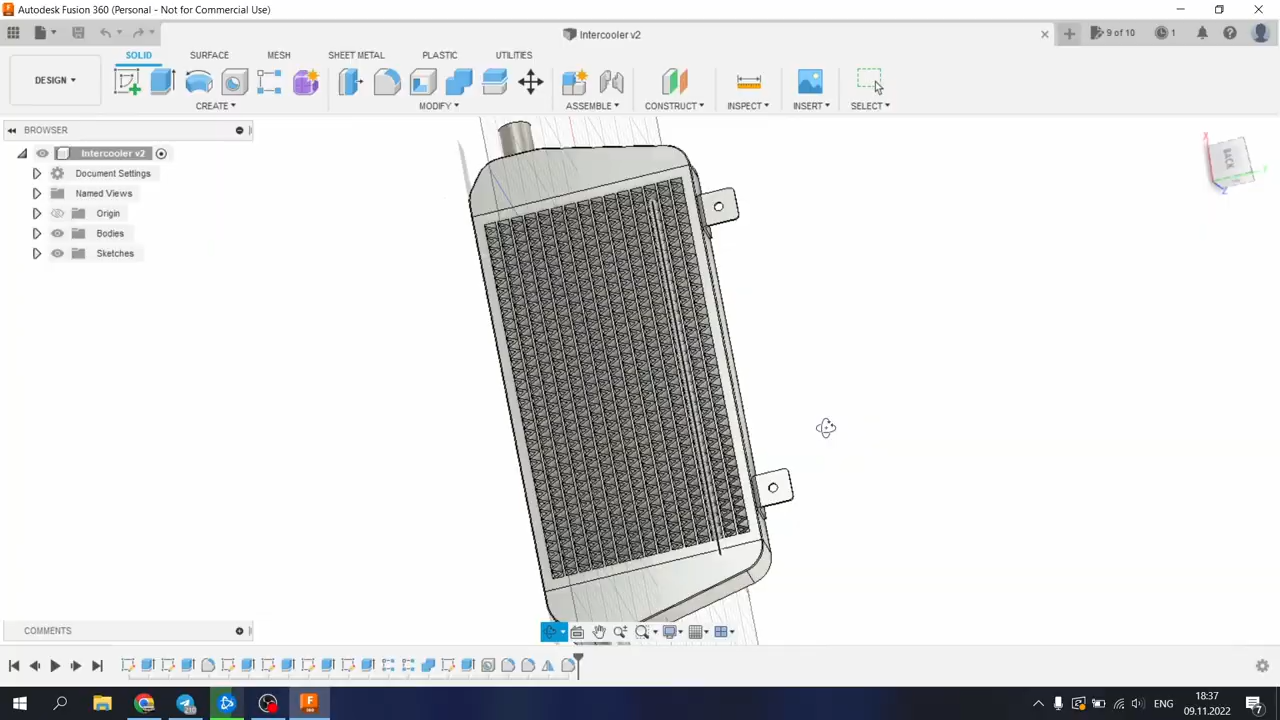 Autodesk Fusion 360 (Personal - Not for Commercial Use)
Intercooler v2
9 of 10
1
SOLID
SURFACE
MESH
SHEET METAL
PLASTIC
UTILITIES
DESIGN
CREATE
MODIFY
ASSEMBLE
CONSTRUCT
INSPECT
INSERT
SELECT
BROWSER
Intercooler v2
Document Settings
Named Views
Origin
Bodies
Sketches
BACK
X
Y
Z
COMMENTS
ENG
18:37
09.11.2022
7